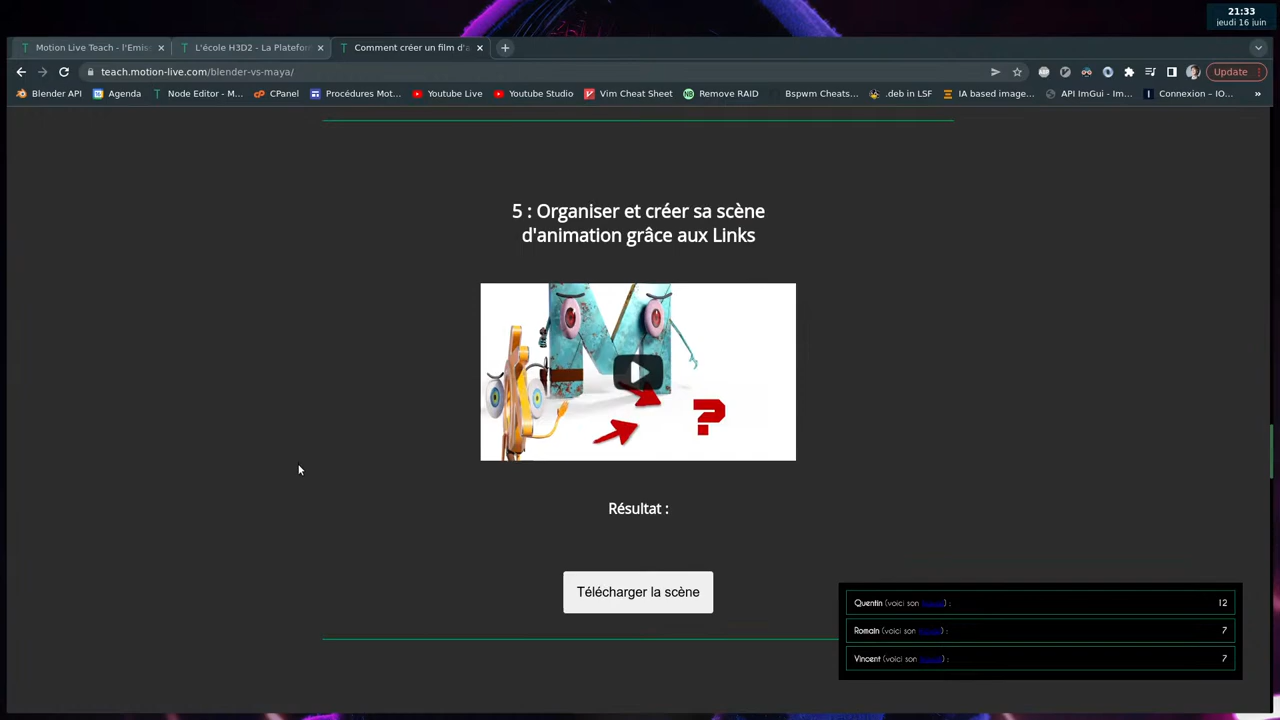 21:33
jeudi 16 juin
Motion Live Teach - l'Emiss
L'école H3D2 - La Platefor
Comment créer un film d'a
teach.motion-live.com/blender-vs-maya/
Update
Blender API
Agenda
Node Editor - M...
CPanel
Procédures Mot...
Youtube Live
Youtube Studio
Vim Cheat Sheet
Remove RAID
Bspwm Cheats...
.deb in LSF
IA based image...
API ImGui - Im...
Connexion – IO...
»
5 : Organiser et créer sa scène
d'animation grâce aux Links
M
?
Résultat :
Télécharger la scène
Quentin (voici son ) : 12
Romain (voici son ) : 7
Vincent (voici son ) : 7